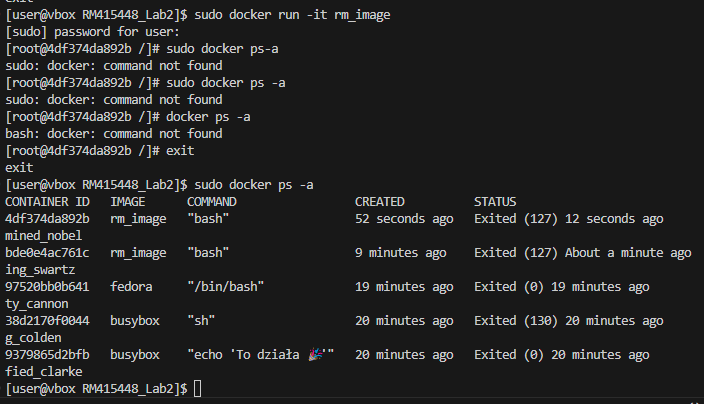 exit
[user@vbox RM415448_Lab2]$ sudo docker run -it rm_image
[sudo] password for user:
[root@4df374da892b /]# sudo docker ps-a
sudo: docker: command not found
[root@4df374da892b /]# sudo docker ps -a
sudo: docker: command not found
[root@4df374da892b /]# docker ps -a
bash: docker: command not found
[root@4df374da892b /]# exit
exit
[user@vbox RM415448_Lab2]$ sudo docker ps -a
CONTAINER ID   IMAGE      COMMAND                  CREATED          STATUS
4df374da892b   rm_image   "bash"                   52 seconds ago   Exited (127) 12 seconds ago
mined_nobel
bde0e4ac761c   rm_image   "bash"                   9 minutes ago    Exited (127) About a minute ago
ing_swartz
97520bb0b641   fedora     "/bin/bash"              19 minutes ago   Exited (0) 19 minutes ago
ty_cannon
38d2170f0044   busybox    "sh"                     20 minutes ago   Exited (130) 20 minutes ago
g_colden
9379865d2bfb   busybox    "echo 'To działa 🎉'"   20 minutes ago   Exited (0) 20 minutes ago
fied_clarke
[user@vbox RM415448_Lab2]$